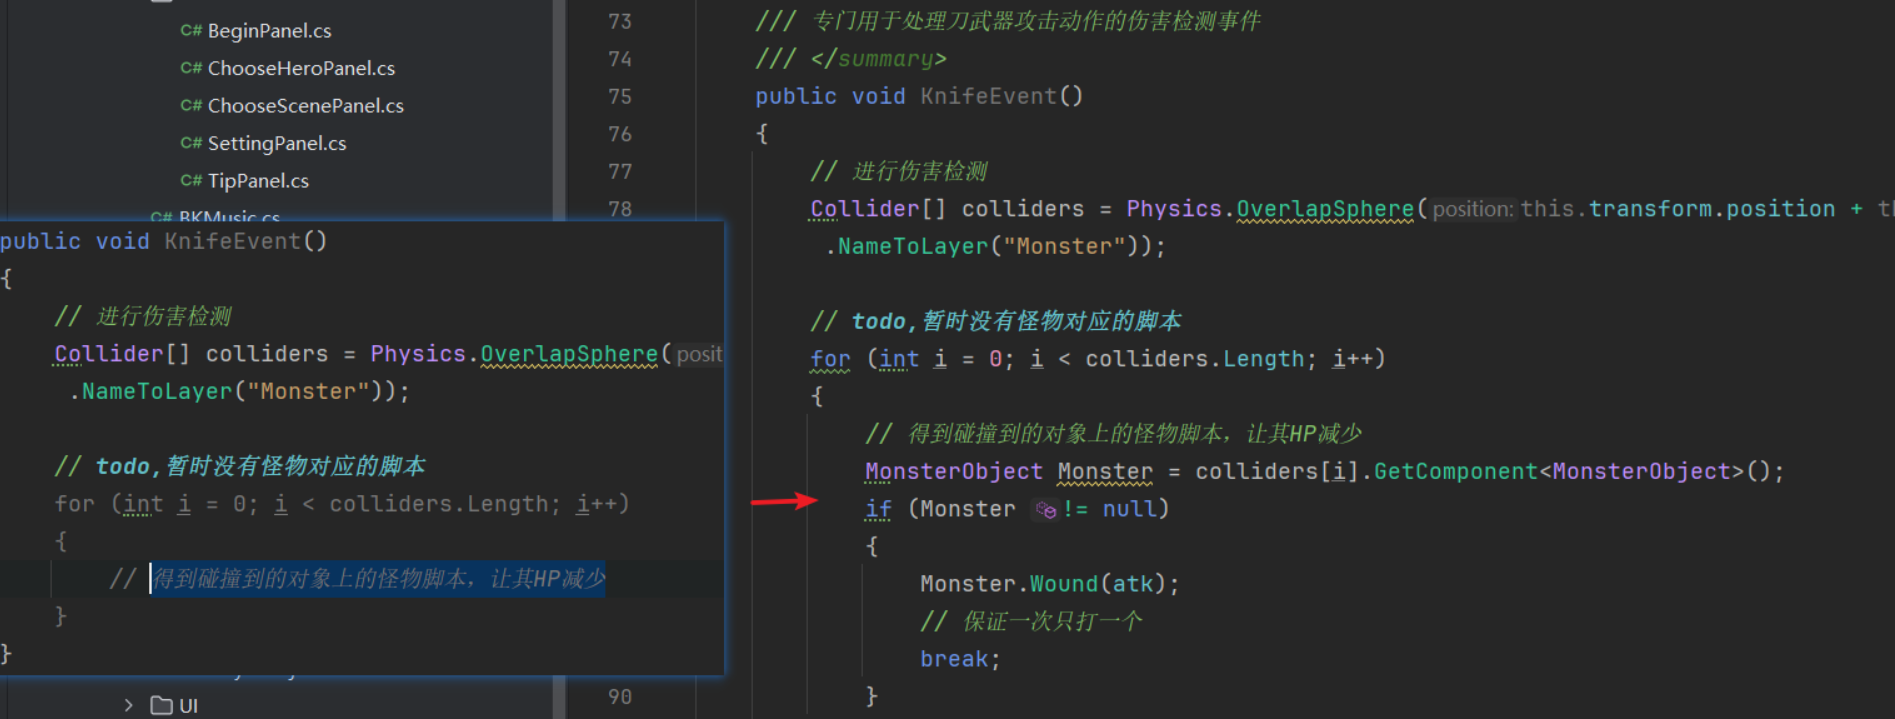 C# BeginPanel.cs
C# ChooseHeroPanel.cs
C# ChooseScenePanel.cs
C# SettingPanel.cs
C# TipPanel.cs
C# BKMusic.cs
public void KnifeEvent()
{
// 进行伤害检测
Collider[] colliders = Physics.OverlapSphere(posit
.NameToLayer("Monster"));
// todo,暂时没有怪物对应的脚本
for (int i = 0; i < colliders.Length; i++)
{
// 得到碰撞到的对象上的怪物脚本，让其HP减少
}
}
UI
73 /// 专门用于处理刀武器攻击动作的伤害检测事件
74 /// </summary>
75 public void KnifeEvent()
76 {
77 // 进行伤害检测
78 Collider[] colliders = Physics.OverlapSphere(position:this.transform.position + th
.NameToLayer("Monster"));
// todo,暂时没有怪物对应的脚本
for (int i = 0; i < colliders.Length; i++)
{
// 得到碰撞到的对象上的怪物脚本，让其HP减少
MonsterObject Monster = colliders[i].GetComponent<MonsterObject>();
if (Monster != null)
{
Monster.Wound(atk);
// 保证一次只打一个
break;
90 }